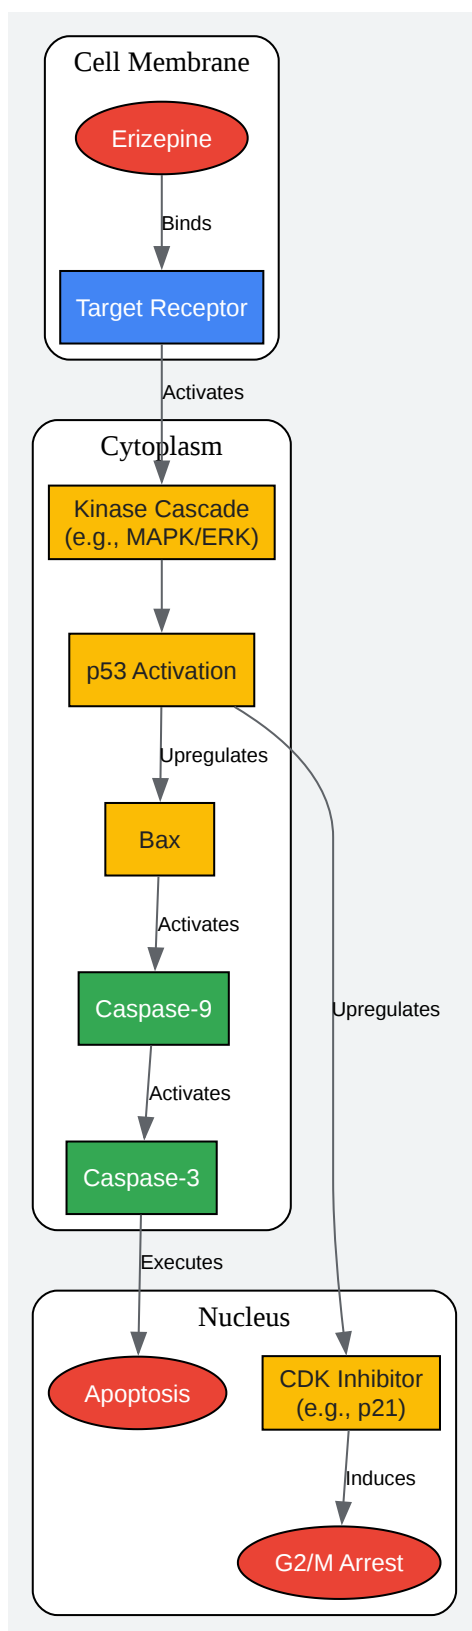 Cell Membrane
Erizepine
Binds
Target Receptor
Activates
Cytoplasm
Kinase Cascade
(e.g., MAPK/ERK)
p53 Activation
Upregulates
Bax
Activates
Caspase-9
Upregulates
Activates
Caspase-3
Executes
Nucleus
Apoptosis
CDK Inhibitor
(e.g., p21)
Induces
G2/M Arrest